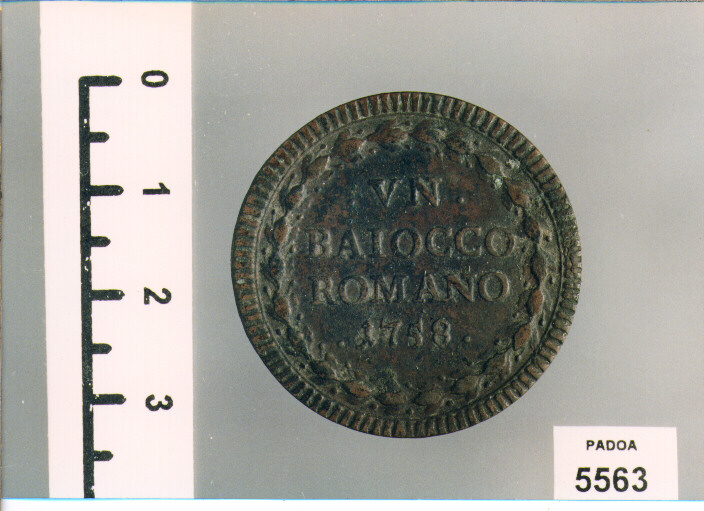 0
1
2
3
· VN ·
BAIOCCO
ROMANO
· 1758 ·
PADOA
5563